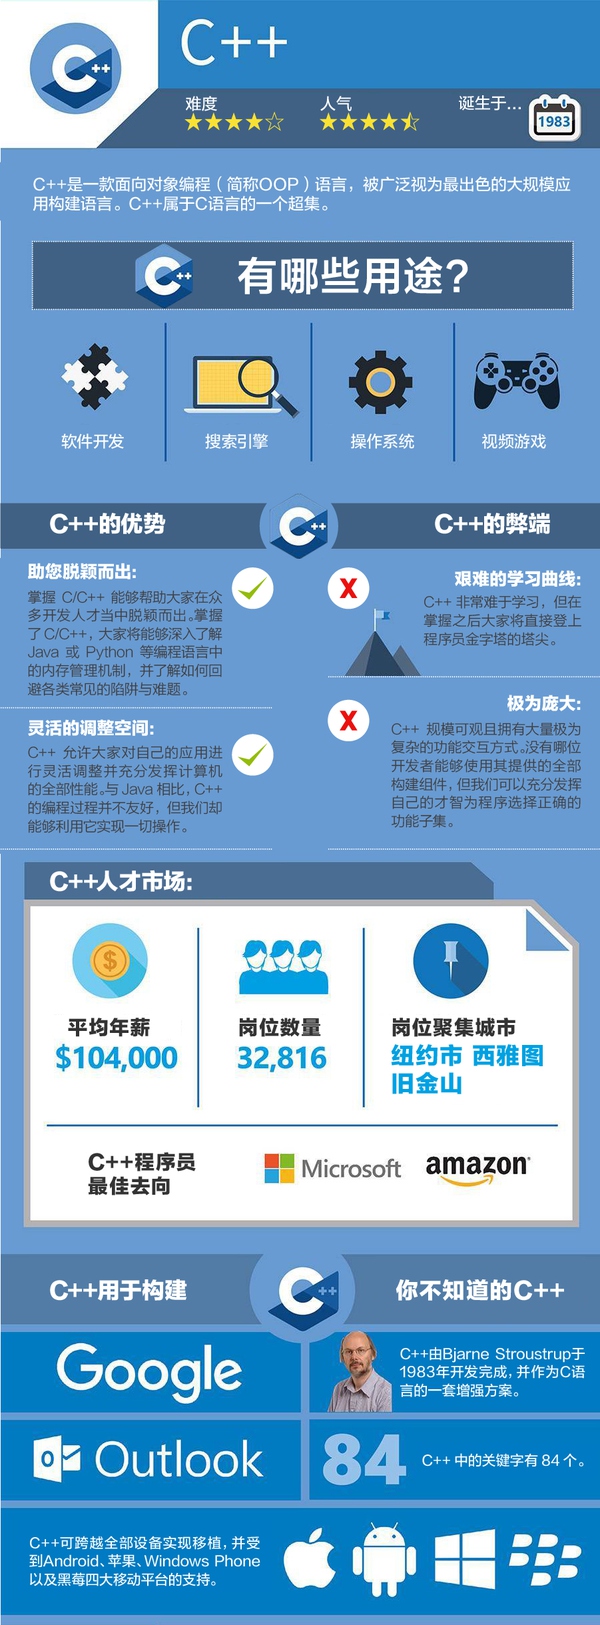 C++
C++
难度
人气
诞生于...
1983
C++是一款面向对象编程（简称OOP）语言，被广泛视为最出色的大规模应
用构建语言。C++属于C语言的一个超集。
C++
有哪些用途?
软件开发
搜索引擎
操作系统
视频游戏
C++的优势
C++
C++的弊端
助您脱颖而出:
掌握 C/C++ 能够帮助大家在众
多开发人才当中脱颖而出。掌握
了C/C++，大家将能够深入了解
Java 或 Python 等编程语言中
的内存管理机制，并了解如何回
避各类常见的陷阱与难题。
灵活的调整空间:
C++ 允许大家对自己的应用进
行灵活调整并充分发挥计算机
的全部性能。与 Java 相比，C++
的编程过程并不友好，但我们却
能够利用它实现一切操作。
X
艰难的学习曲线:
C++ 非常难于学习，但在
掌握之后大家将直接登上
程序员金字塔的塔尖。
X
极为庞大:
C++ 规模可观且拥有大量极为
复杂的功能交互方式。没有哪位
开发者能够使用其提供的全部
构建组件，但我们可以充分发挥
自己的才智为程序选择正确的
功能子集。
C++人才市场:
$
平均年薪
$104,000
岗位数量
32,816
岗位聚集城市
纽约市 西雅图
旧金山
C++程序员
最佳去向
Microsoft
amazon
C++用于构建
C++
你不知道的C++
Google
C++由Bjarne Stroustrup于
1983年开发完成，并作为C语
言的一套增强方案。
Outlook
84
C++ 中的关键字有 84 个。
C++可跨越全部设备实现移植，并受
到Android、苹果、Windows Phone
以及黑莓四大移动平台的支持。